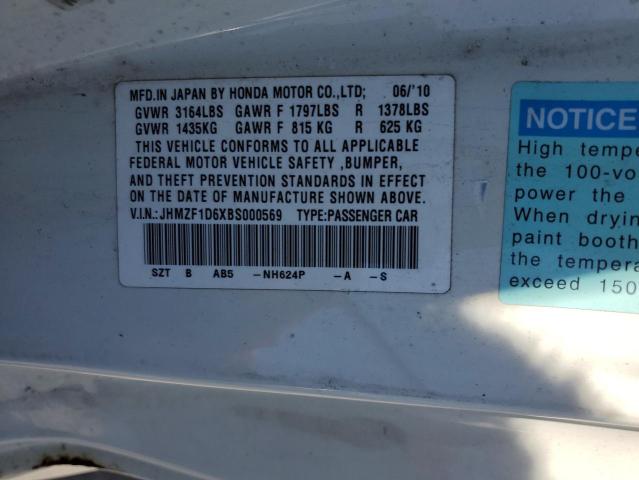 MFD.IN JAPAN BY HONDA MOTOR CO.,LTD; 06/'10
GVWR 3164LBS GAWR F 1797LBS R 1378LBS
GVWR 1435KG GAWR F 815 KG R 625 KG
THIS VEHICLE CONFORMS TO ALL APPLICABLE
FEDERAL MOTOR VEHICLE SAFETY ,BUMPER,
AND THEFT PREVENTION STANDARDS IN EFFECT
ON THE DATE OF MANUFACTURE SHOWN ABOVE.
V.I.N.: JHMZF1D6XBS000569 TYPE:PASSENGER CAR
SZT B AB5 -NH624P -A -S
NOTICE
High tempe
the 100-vo
power the
When dryin
paint booth
the tempera
exceed 150